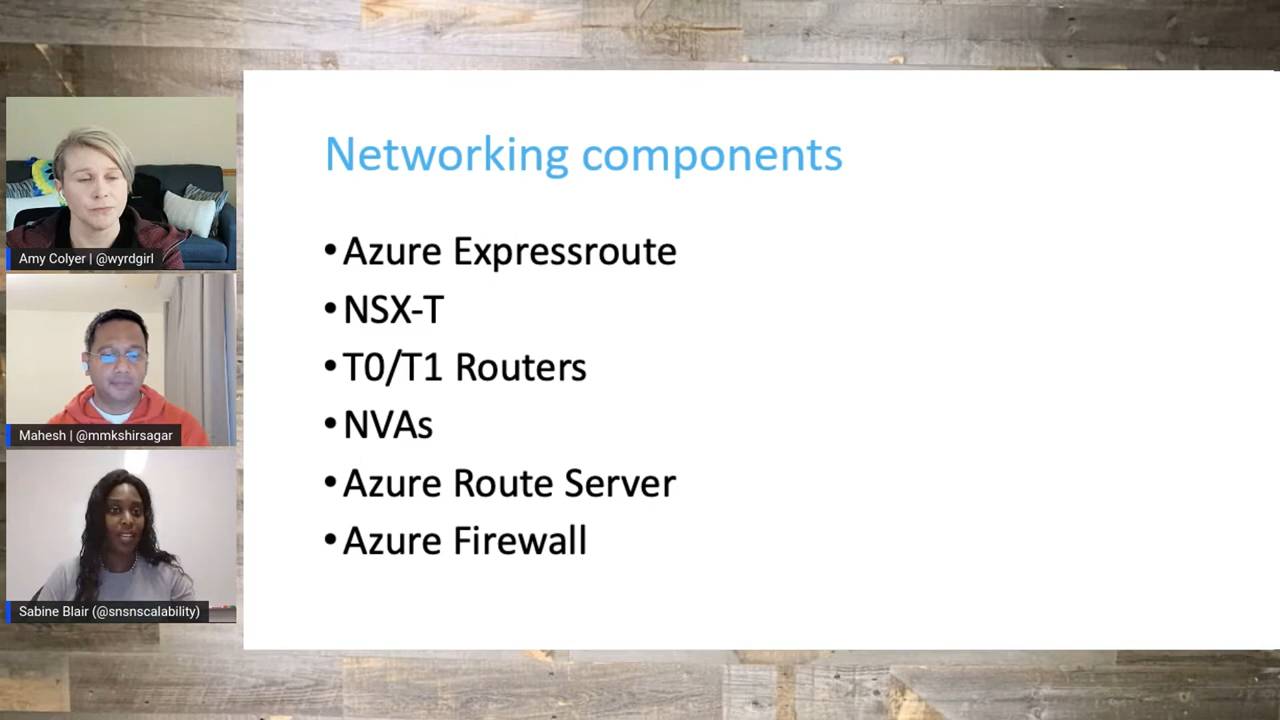 Networking components
•Azure Expressroute
•NSX-T
•T0/T1 Routers
•NVAs
•Azure Route Server
•Azure Firewall
Amy Colyer | @wyrdgirl
Mahesh | @mmkshirsagar
Sabine Blair (@snsnscalability)